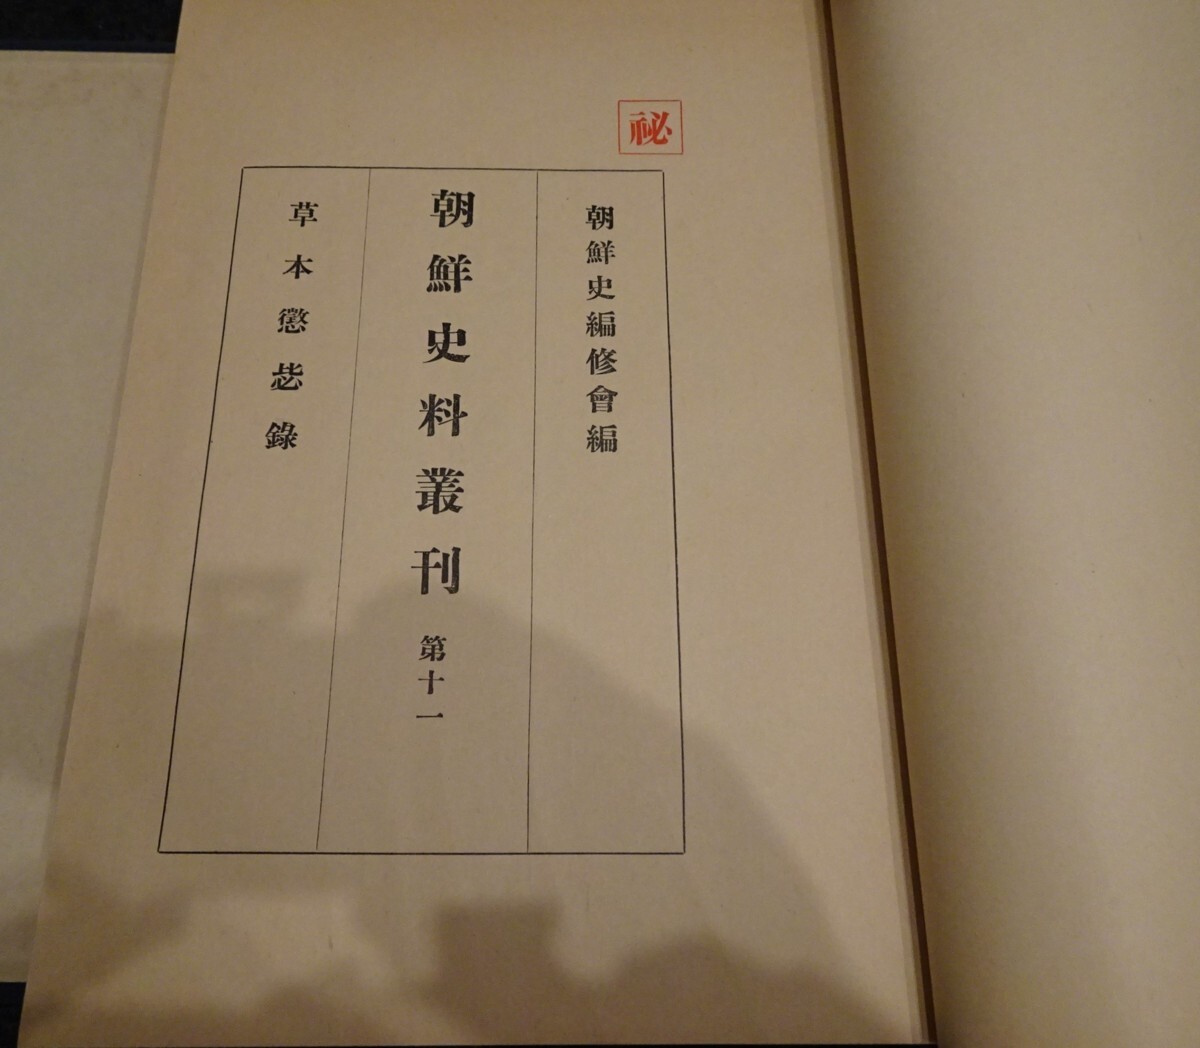 祕
朝鮮史編修會編
朝鮮史料叢刊 第十一
草本懲毖錄